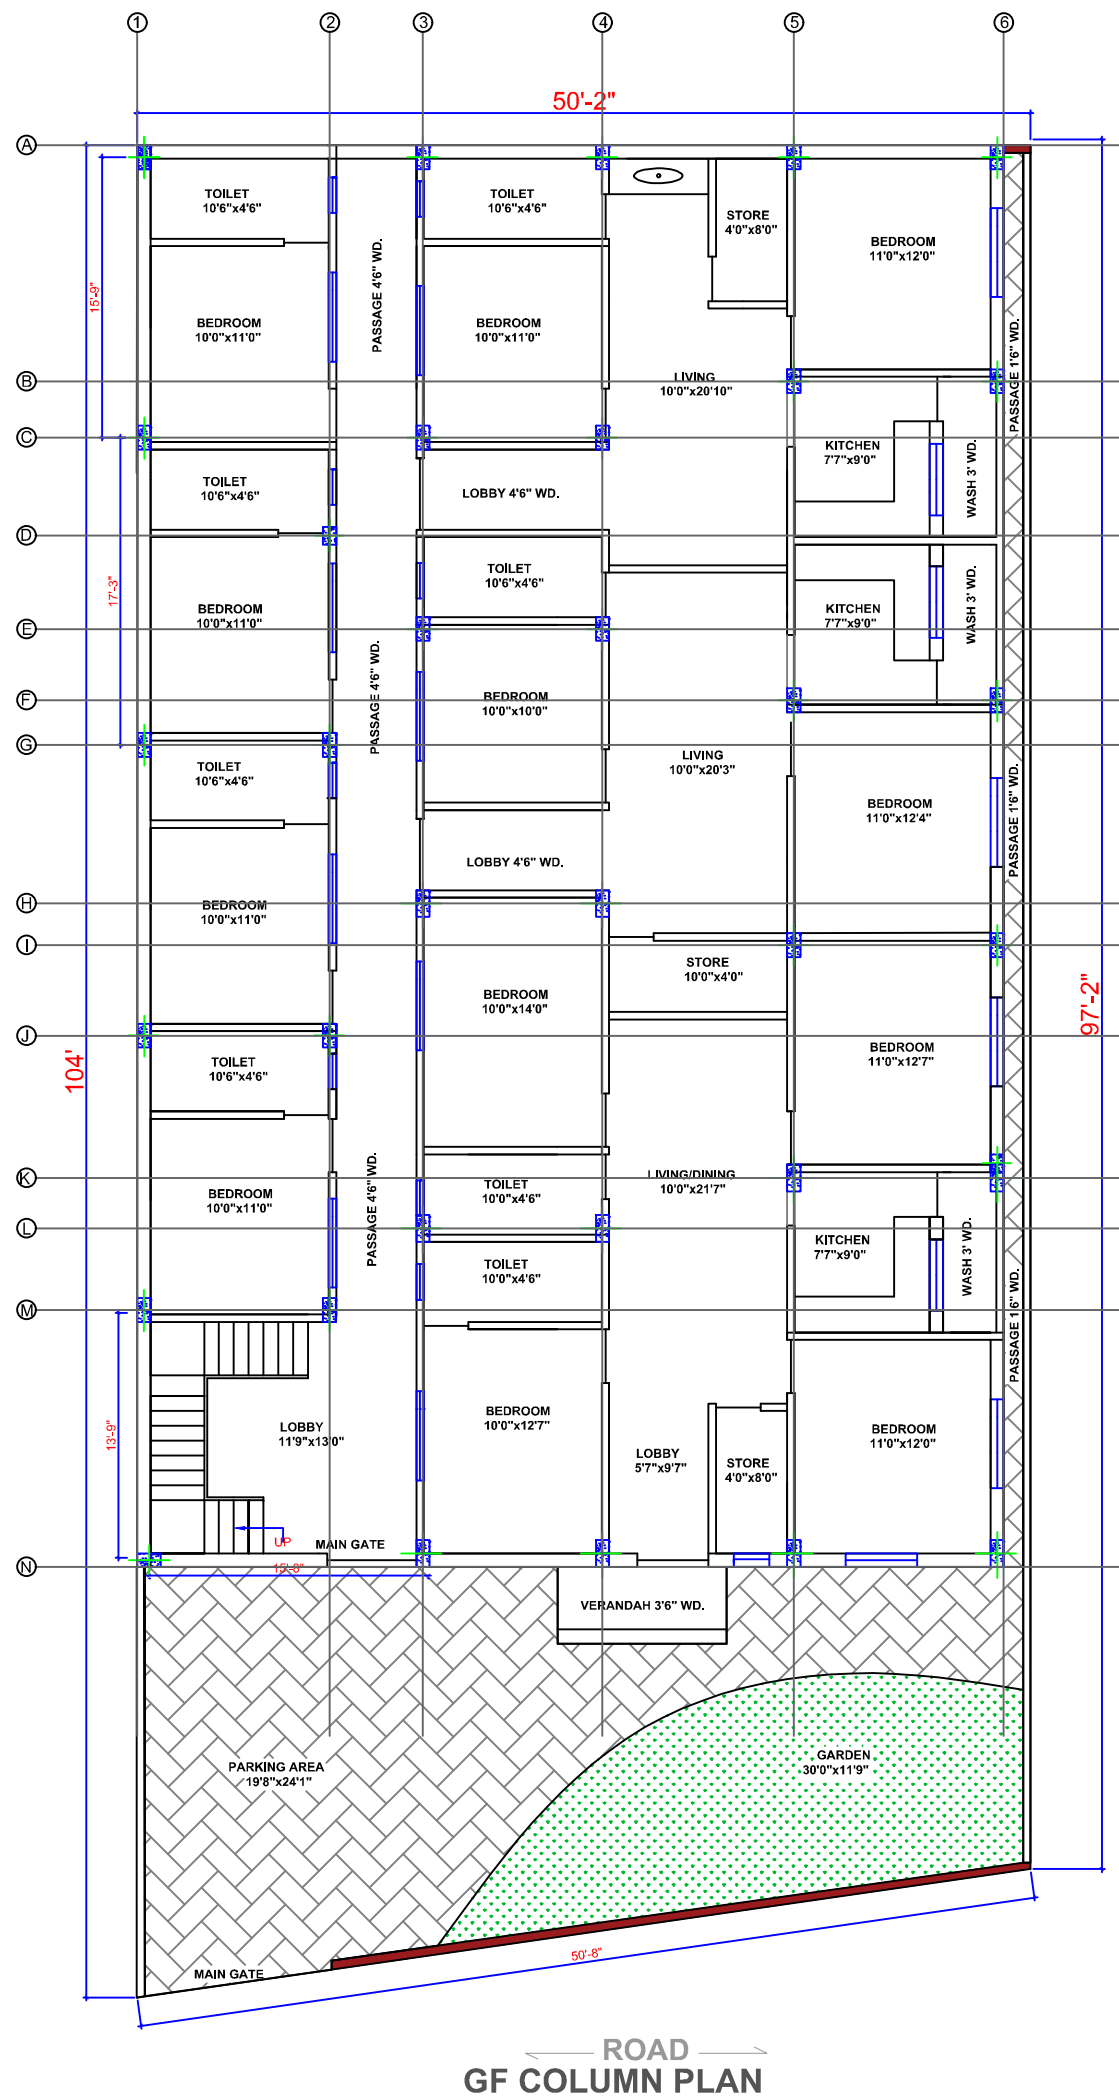 1 2 3 4 5 6
50'-2"
A
TOILET
10'6"x4'6"
TOILET
10'6"x4'6"
STORE
4'0"x8'0"
BEDROOM
11'0"x12'0"
PASSAGE 4'6" WD.
15'-9"
BEDROOM
10'0"x11'0"
BEDROOM
10'0"x11'0"
LIVING
10'0"x20'10"
PASSAGE 1'6" WD.
B
C
KITCHEN
7'7"x9'0"
WASH 3' WD.
TOILET
10'6"x4'6"
LOBBY 4'6" WD.
D
TOILET
10'6"x4'6"
17'-3"
BEDROOM
10'0"x11'0"
KITCHEN
7'7"x9'0"
WASH 3' WD.
E
PASSAGE 4'6" WD.
BEDROOM
10'0"x10'0"
F
G
LIVING
10'0"x20'3"
TOILET
10'6"x4'6"
BEDROOM
11'0"x12'4"
PASSAGE 1'6" WD.
LOBBY 4'6" WD.
H
BEDROOM
10'0"x11'0"
I
STORE
10'0"x4'0"
BEDROOM
10'0"x14'0"
97'-2"
J
BEDROOM
11'0"x12'7"
104'
TOILET
10'6"x4'6"
K
LIVING/DINING
10'0"x21'7"
TOILET
10'0"x4'6"
BEDROOM
10'0"x11'0"
PASSAGE 4'6" WD.
L
KITCHEN
7'7"x9'0"
WASH 3' WD.
TOILET
10'0"x4'6"
M
PASSAGE 1'6" WD.
13'-9"
LOBBY
11'9"x13'0"
BEDROOM
10'0"x12'7"
LOBBY
5'7"x9'7"
STORE
4'0"x8'0"
BEDROOM
11'0"x12'0"
UP
MAIN GATE
N
15'-8"
VERANDAH 3'6" WD.
PARKING AREA
19'8"x24'1"
GARDEN
30'0"x11'9"
MAIN GATE
50'-8"
ROAD
GF COLUMN PLAN